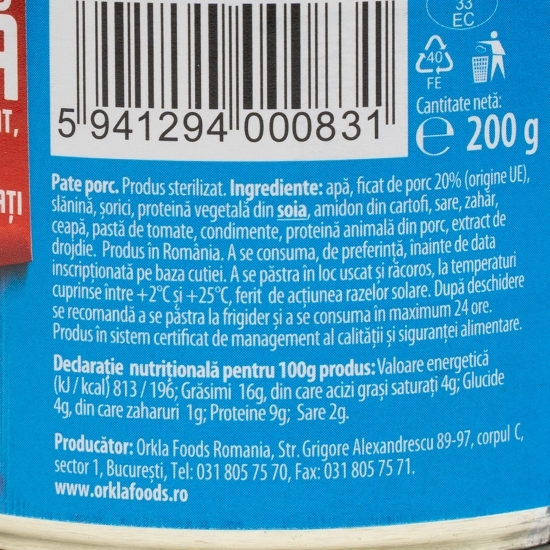 33
EC
A
40
FE
Cantitate netă:
e 200 g
5 941294 000831
AȚI
Pate porc. Produs sterilizat. Ingrediente: apă, ficat de porc 20% (origine UE),
slănină, șorici, proteină vegetală din soia, amidon din cartofi, sare, zahăr,
ceapă, pastă de tomate, condimente, proteină animală din porc, extract de
drojdie. Produs în România. A se consuma, de preferință, înainte de data
inscripționată pe baza cutiei. A se păstra în loc uscat și răcoros, la temperaturi
cuprinse între +2°C și +25°C, ferit de acțiunea razelor solare. După deschidere
se recomandă a se păstra la frigider și a se consuma în maximum 24 ore.
Produs în sistem certificat de management al calității și siguranței alimentare.
Declarație nutrițională pentru 100g produs: Valoare energetică
(kJ / kcal) 813 / 196; Grăsimi 16g, din care acizi grași saturați 4g; Glucide
4g, din care zaharuri 1g; Proteine 9g; Sare 2g.
Producător: Orkla Foods Romania, Str. Grigore Alexandrescu 89-97, corpul C,
sector 1, București, Tel: 031 805 75 70, Fax: 031 805 75 71.
www.orklafoods.ro